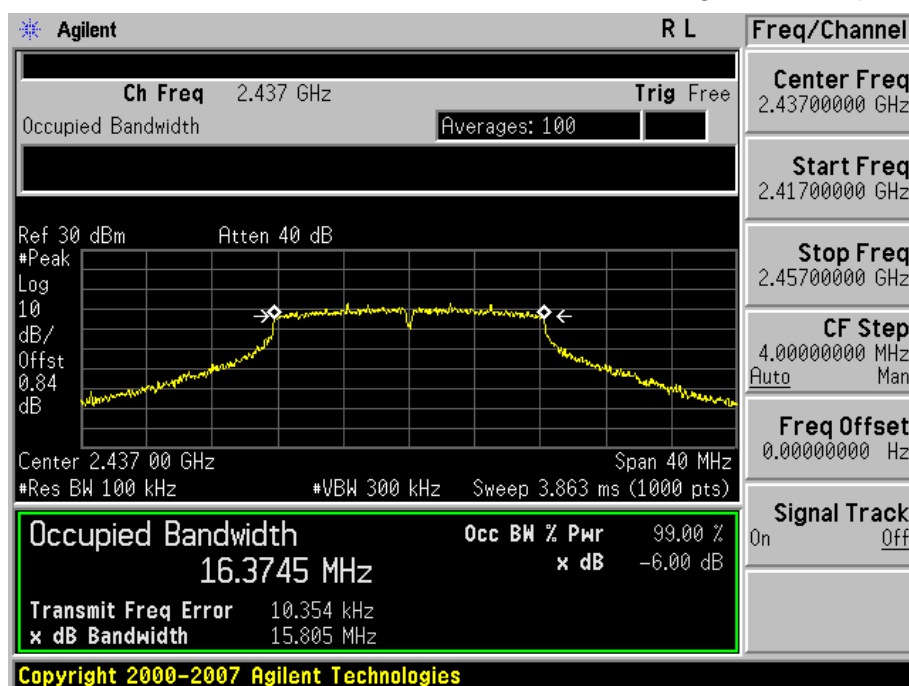 Agilent R L Freq/Channel
Ch Freq 2.437 GHz Trig Free
Occupied Bandwidth Averages: 100
Center Freq
2.43700000 GHz
Start Freq
2.41700000 GHz
Ref 30 dBm Atten 40 dB
#Peak
Log
10
dB/
Offst
0.84
dB
Stop Freq
2.45700000 GHz
CF Step
4.00000000 MHz
Auto Man
Freq Offset
0.00000000 Hz
Center 2.437 00 GHz Span 40 MHz
#Res BW 100 kHz #VBW 300 kHz Sweep 3.863 ms (1000 pts)
Signal Track
On Off
Occupied Bandwidth Occ BW % Pwr 99.00 %
16.3745 MHz x dB -6.00 dB
Transmit Freq Error 10.354 kHz
x dB Bandwidth 15.805 MHz
Copyright 2000-2007 Agilent Technologies